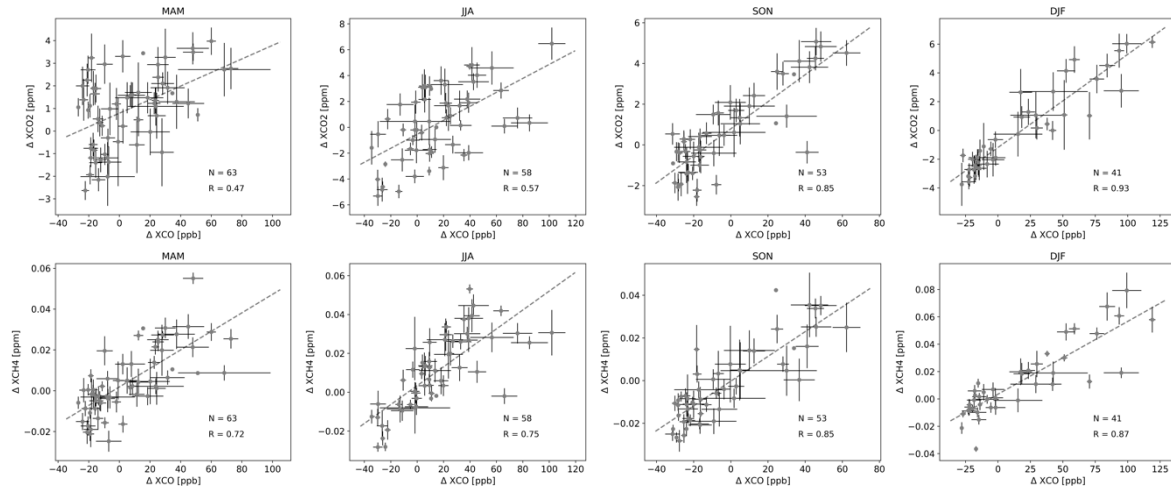 MAM
JJA
SON
DJF
Δ XCO2 [ppm]
4
3
2
1
0
−1
−2
−3
N = 63
R = 0.47
−40 −20 0 20 40 60 80 100
Δ XCO [ppb]
Δ XCO2 [ppm]
8
6
4
2
0
−2
−4
−6
N = 58
R = 0.57
−40 −20 0 20 40 60 80 100 120
Δ XCO [ppb]
Δ XCO2 [ppm]
6
4
2
0
−2
N = 53
R = 0.85
−40 −20 0 20 40 60 80
Δ XCO [ppb]
Δ XCO2 [ppm]
6
4
2
0
−2
−4
N = 41
R = 0.93
−50 −25 0 25 50 75 100 125
Δ XCO [ppb]
MAM
JJA
SON
DJF
Δ XCH4 [ppm]
0.06
0.04
0.02
0.00
−0.02
N = 63
R = 0.72
−40 −20 0 20 40 60 80 100
Δ XCO [ppb]
Δ XCH4 [ppm]
0.06
0.04
0.02
0.00
−0.02
N = 58
R = 0.75
−40 −20 0 20 40 60 80 100 120
Δ XCO [ppb]
Δ XCH4 [ppm]
0.04
0.02
0.00
−0.02
N = 53
R = 0.85
−40 −20 0 20 40 60 80
Δ XCO [ppb]
Δ XCH4 [ppm]
0.08
0.06
0.04
0.02
0.00
−0.02
−0.04
N = 41
R = 0.87
−50 −25 0 25 50 75 100 125
Δ XCO [ppb]